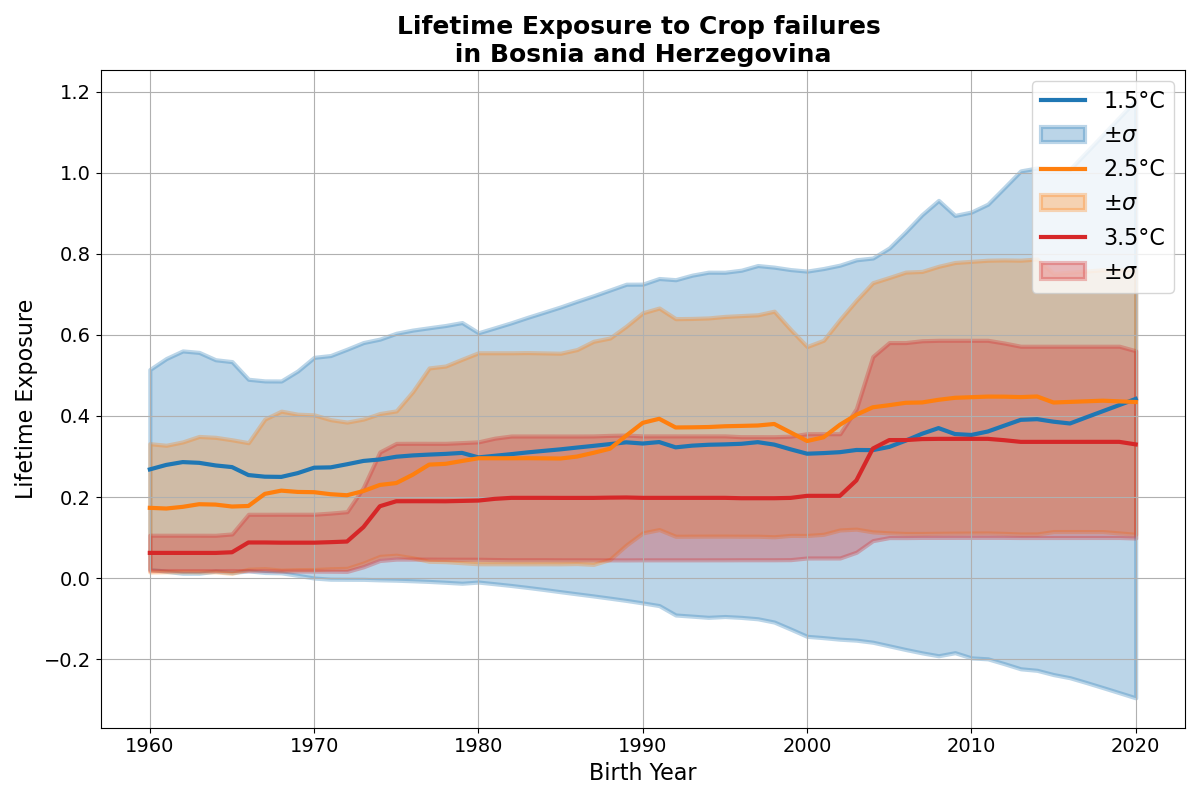 Lifetime Exposure to Crop failures
in Bosnia and Herzegovina
Lifetime Exposure
1.2
1.0
0.8
0.6
0.4
0.2
0.0
−0.2
1960
1970
1980
1990
2000
2010
2020
Birth Year
1.5°C
±σ
2.5°C
±σ
3.5°C
±σ